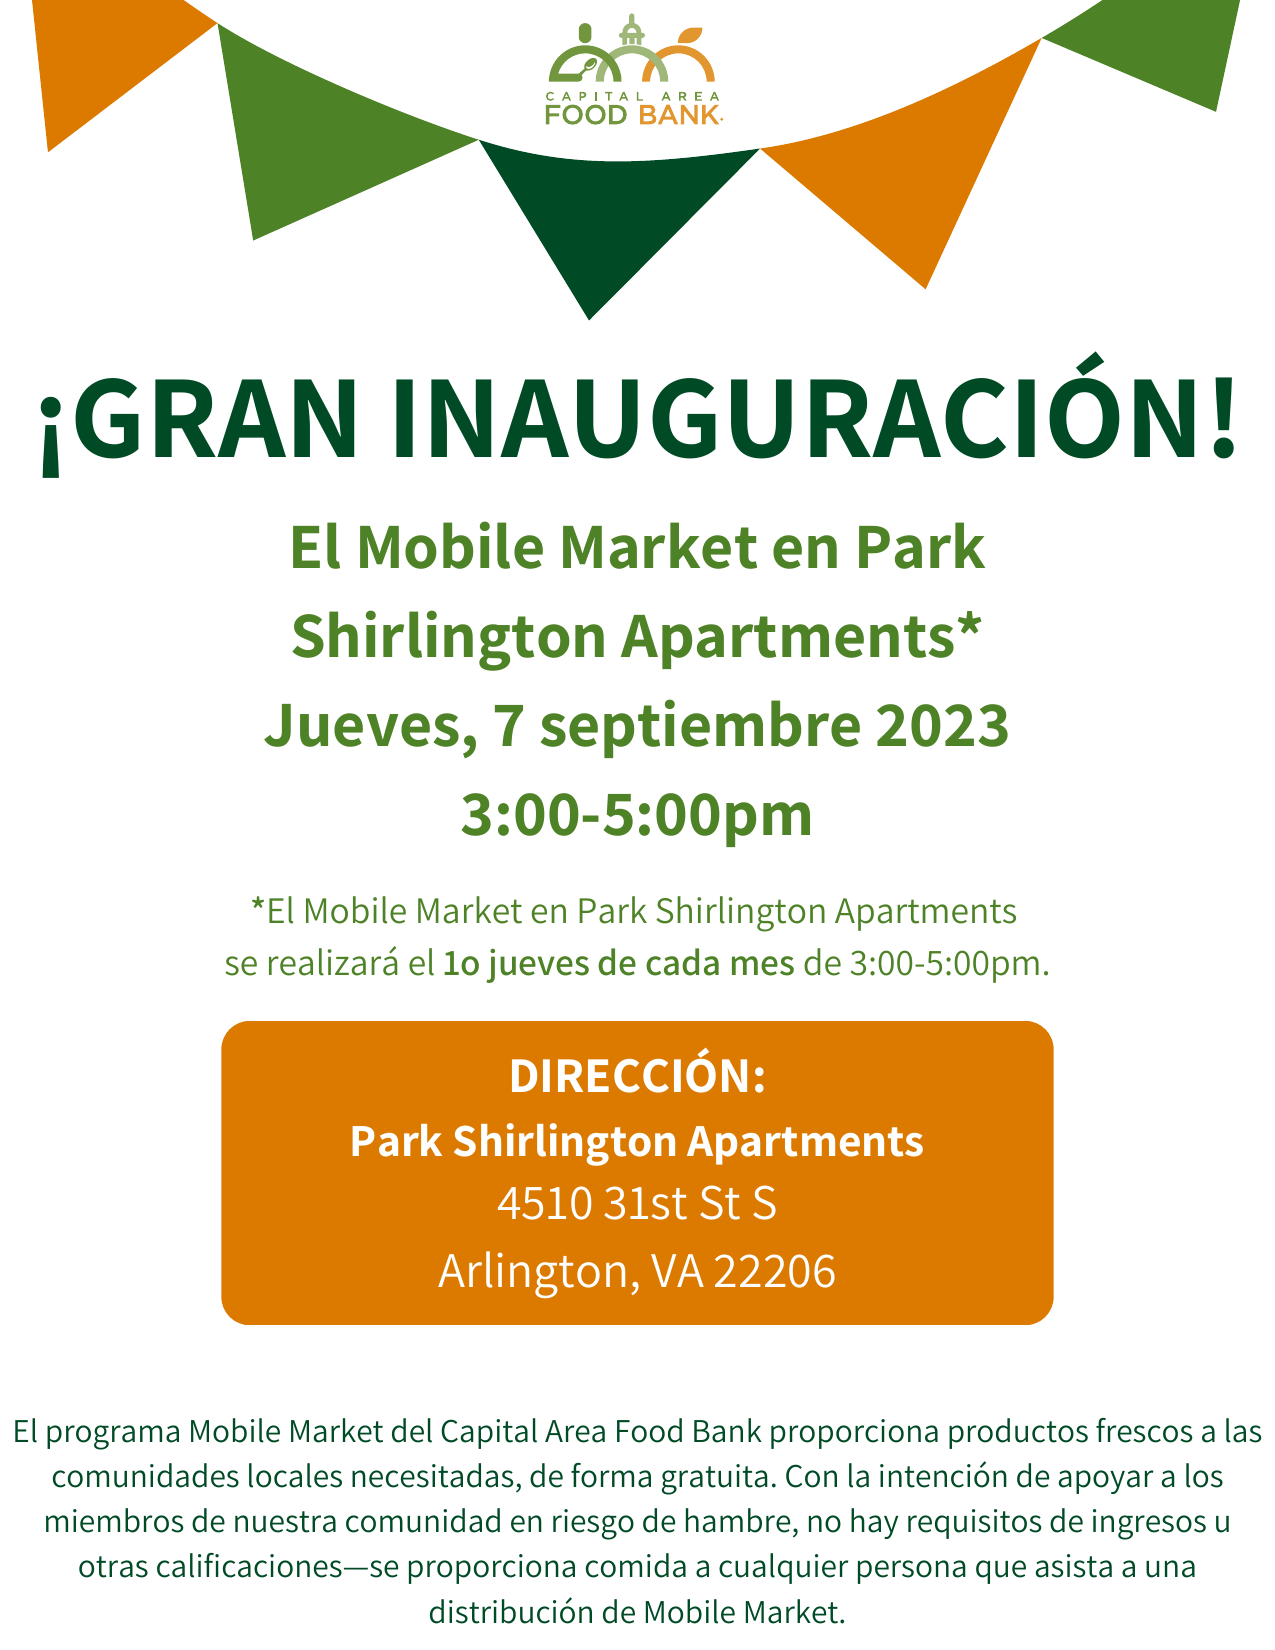 CAPITAL AREA
FOOD BANK
¡GRAN INAUGURACIÓN!
El Mobile Market en Park
Shirlington Apartments*
Jueves, 7 septiembre 2023
3:00-5:00pm
*El Mobile Market en Park Shirlington Apartments
se realizará el 1o jueves de cada mes de 3:00-5:00pm.
DIRECCIÓN:
Park Shirlington Apartments
4510 31st St S
Arlington, VA 22206
El programa Mobile Market del Capital Area Food Bank proporciona productos frescos a las
comunidades locales necesitadas, de forma gratuita. Con la intención de apoyar a los
miembros de nuestra comunidad en riesgo de hambre, no hay requisitos de ingresos u
otras calificaciones—se proporciona comida a cualquier persona que asista a una
distribución de Mobile Market.